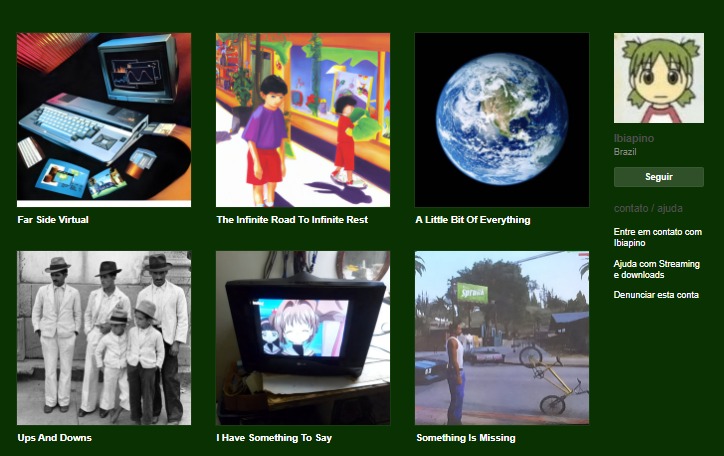 Far Side Virtual
The Infinite Road To Infinite Rest
A Little Bit Of Everything
Ups And Downs
I Have Something To Say
Sprunk
Something Is Missing
Ibiapino
Brazil
Seguir
contato / ajuda
Entre em contato com
Ibiapino
Ajuda com Streaming
e downloads
Denunciar esta conta